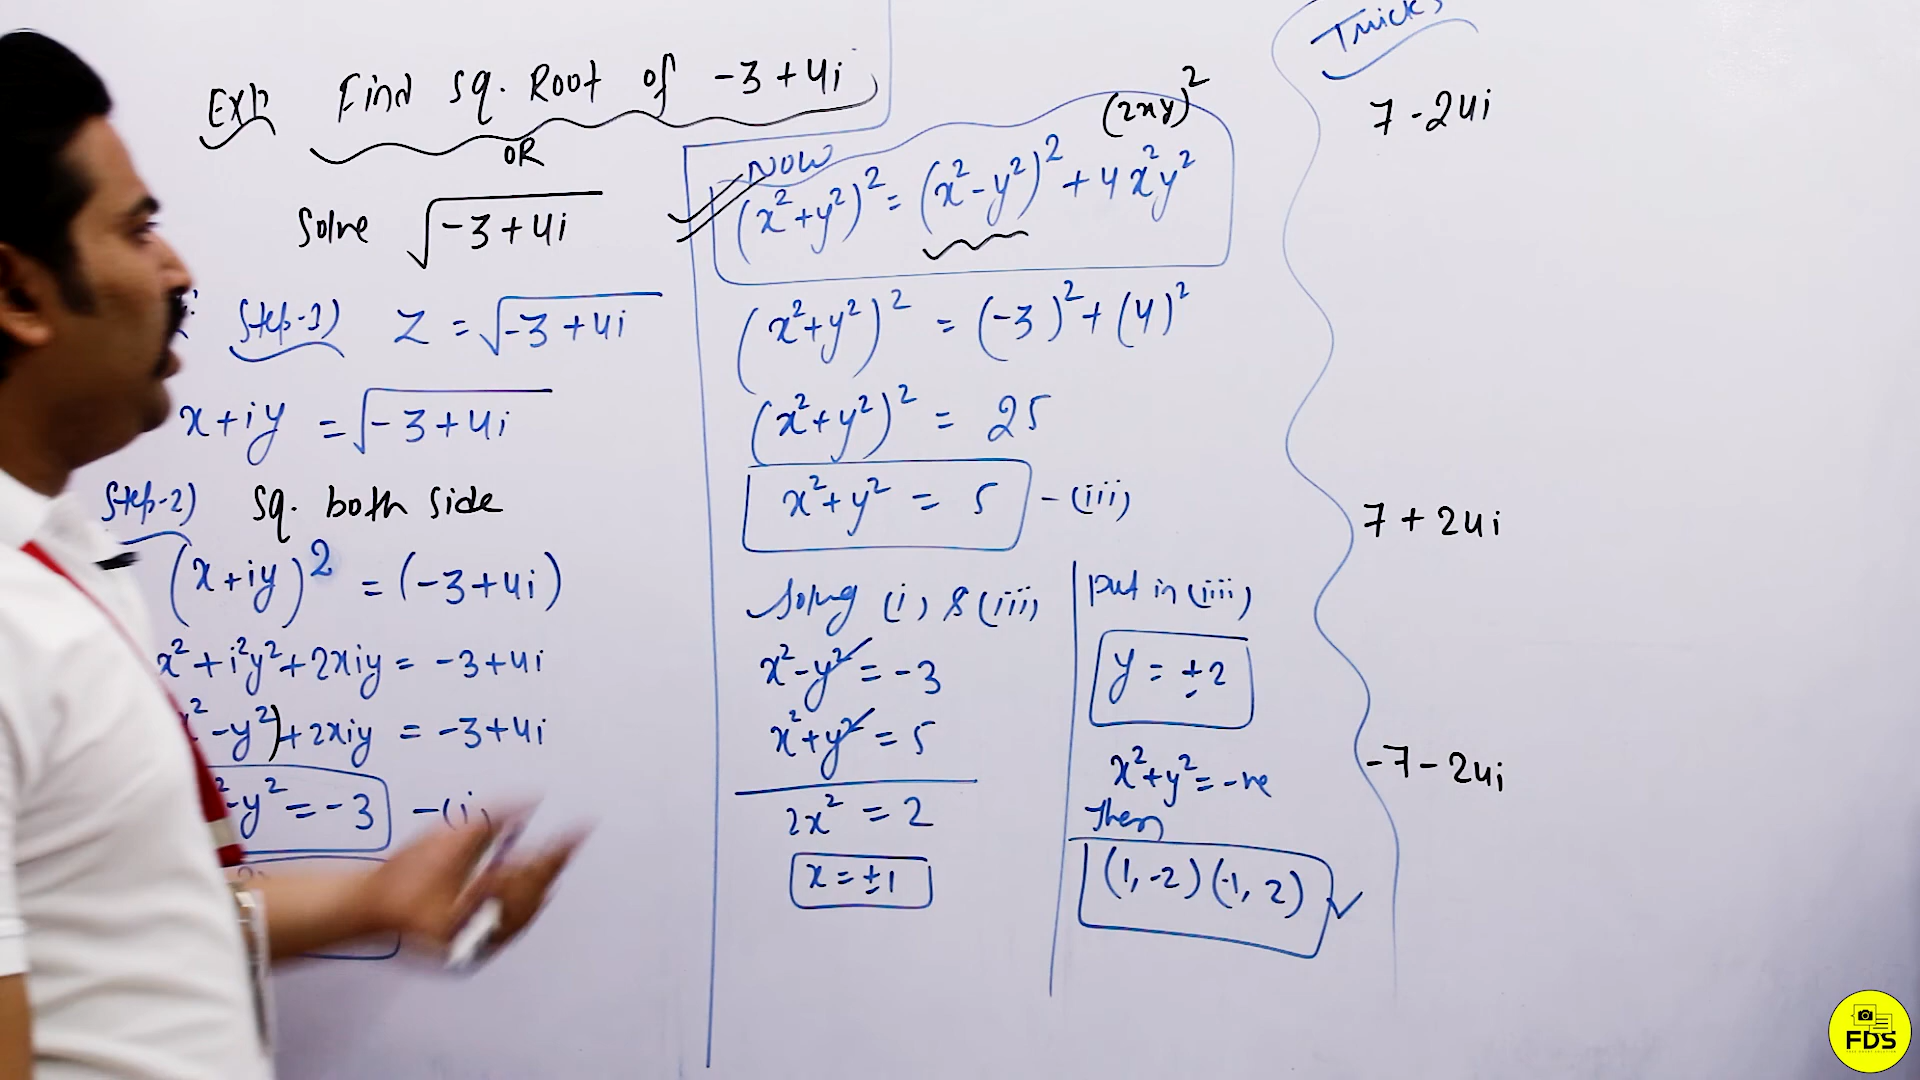 Exp: Find sq. Root of -3+4i
OR
Solve √-3+4i
Step-1) Z = √-3+4i
x+iy = √-3+4i
Step-2) Sq. both side
(x+iy)² = (-3+4i)
x²+i²y²+2xiy = -3+4i
²-y²)+2xiy = -3+4i
²-y² = -3 -(i)
NOW
(2xy)²
(x²+y²)² = (x²-y²)²+4x²y²
(x²+y²)² = (-3)²+(4)²
(x²+y²)² = 25
x²+y² = 5 -(iii)
Solving (i) & (iii)
x²-y² = -3
x²+y² = 5
2x² = 2
x = ±1
put in (iii)
y = ±2
x²+y² = -ve
Then
(1,-2) (-1, 2)
Tricks
7-24i
7+24i
-7-24i
FDS